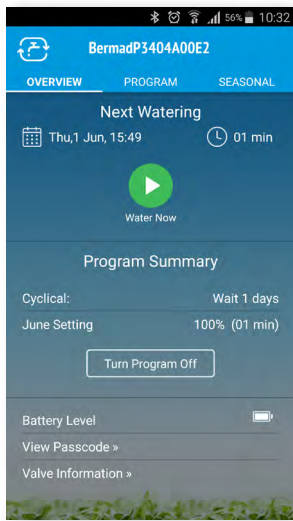 56% 10:32
BermadP3404A00E2
OVERVIEW PROGRAM SEASONAL
Next Watering
Thu,1 Jun, 15:49 01 min
Water Now
Program Summary
Cyclical: Wait 1 days
June Setting 100% (01 min)
Turn Program Off
Battery Level
View Passcode »
Valve Information »